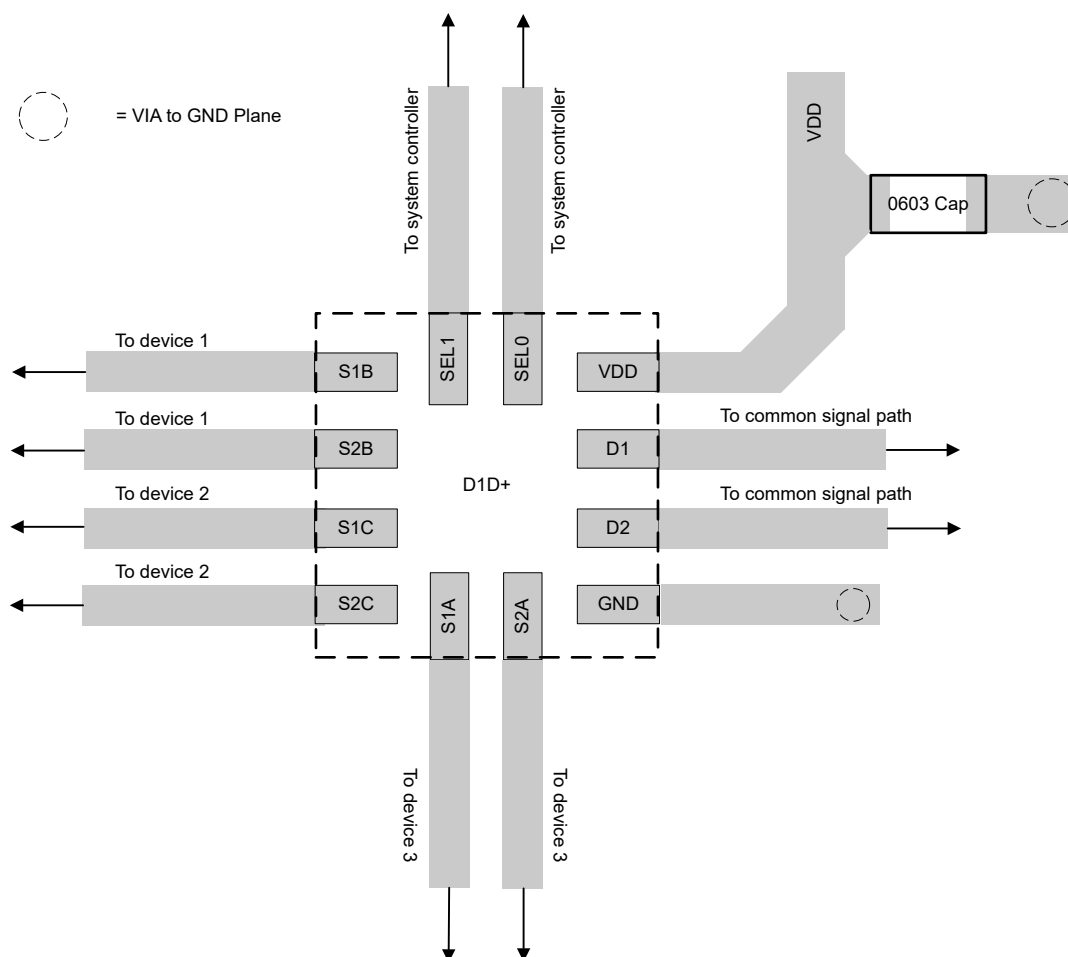 = VIA to GND Plane
To system controller
To system controller
VDD
0603 Cap
To device 1
S1B
SEL1
SEL0
VDD
To device 1
S2B
D1
To common signal path
D1D+
To device 2
S1C
D2
To common signal path
To device 2
S2C
S1A
S2A
GND
To device 3
To device 3